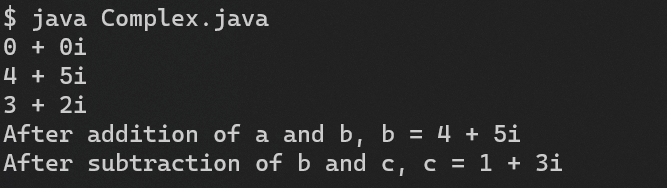 $ java Complex.java
0 + 0i
4 + 5i
3 + 2i
After addition of a and b, b = 4 + 5i
After subtraction of b and c, c = 1 + 3i